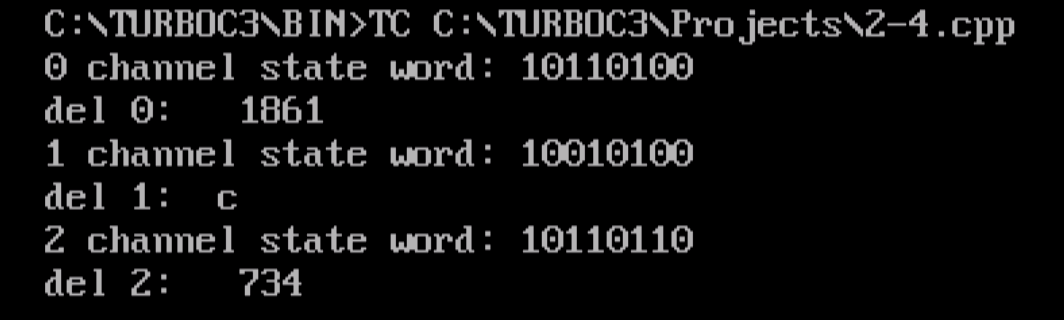 C:\TURBOC3\BIN>TC C:\TURBOC3\Projects\2-4.cpp
0 channel state word: 10110100
del 0:   1861
1 channel state word: 10010100
del 1:  c
2 channel state word: 10110110
del 2:   734